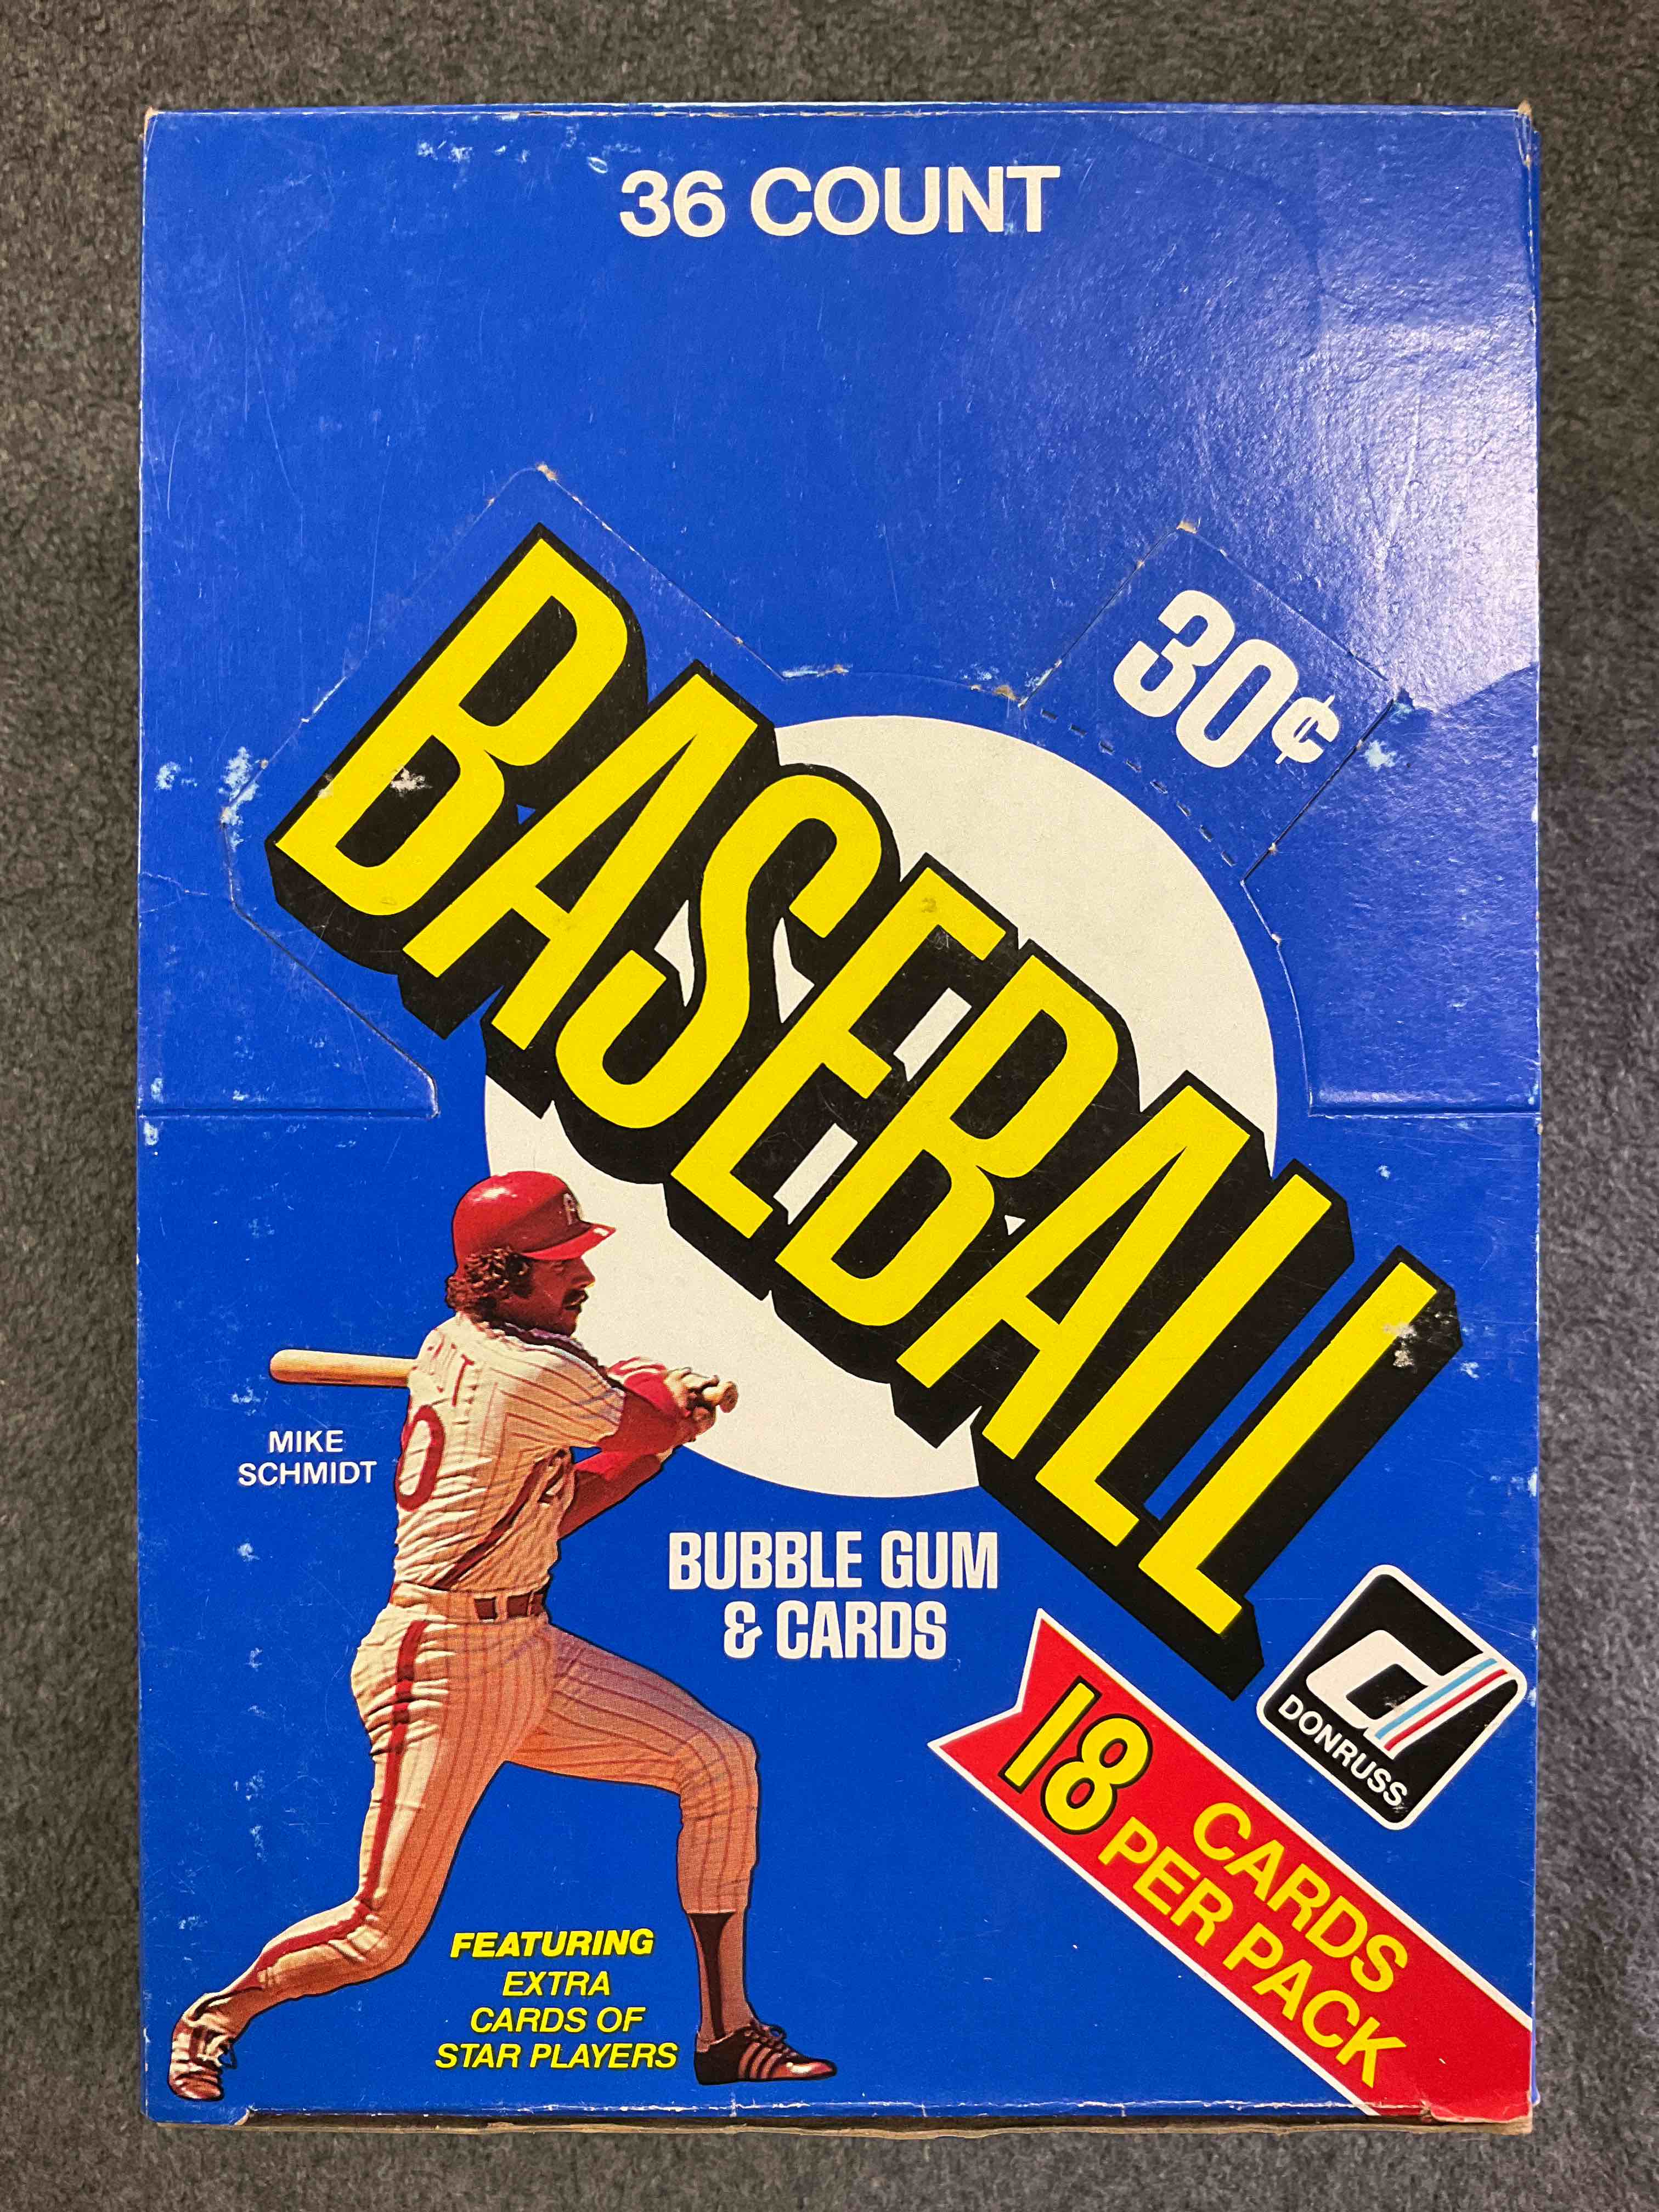 36 COUNT
30¢
BASEBALL
MIKE
SCHMIDT
BUBBLE GUM
& CARDS
d
DONRUSS
18 CARDS
PER PACK
FEATURING
EXTRA
CARDS OF
STAR PLAYERS